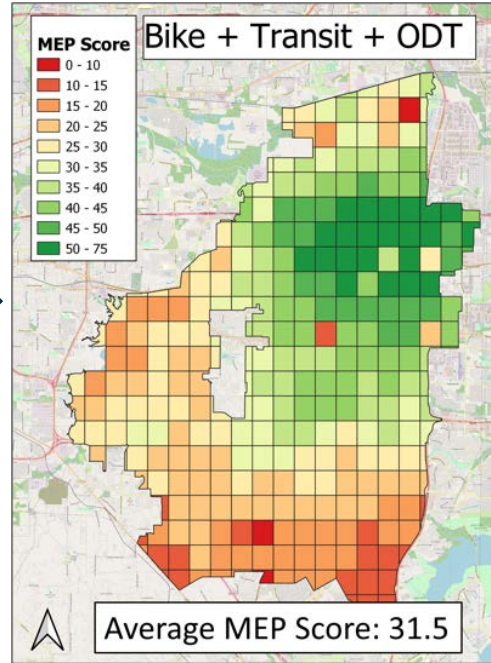 Bike + Transit + ODT
MEP Score
0 - 10
10 - 15
15 - 20
20 - 25
25 - 30
30 - 35
35 - 40
40 - 45
45 - 50
50 - 75
Average MEP Score: 31.5